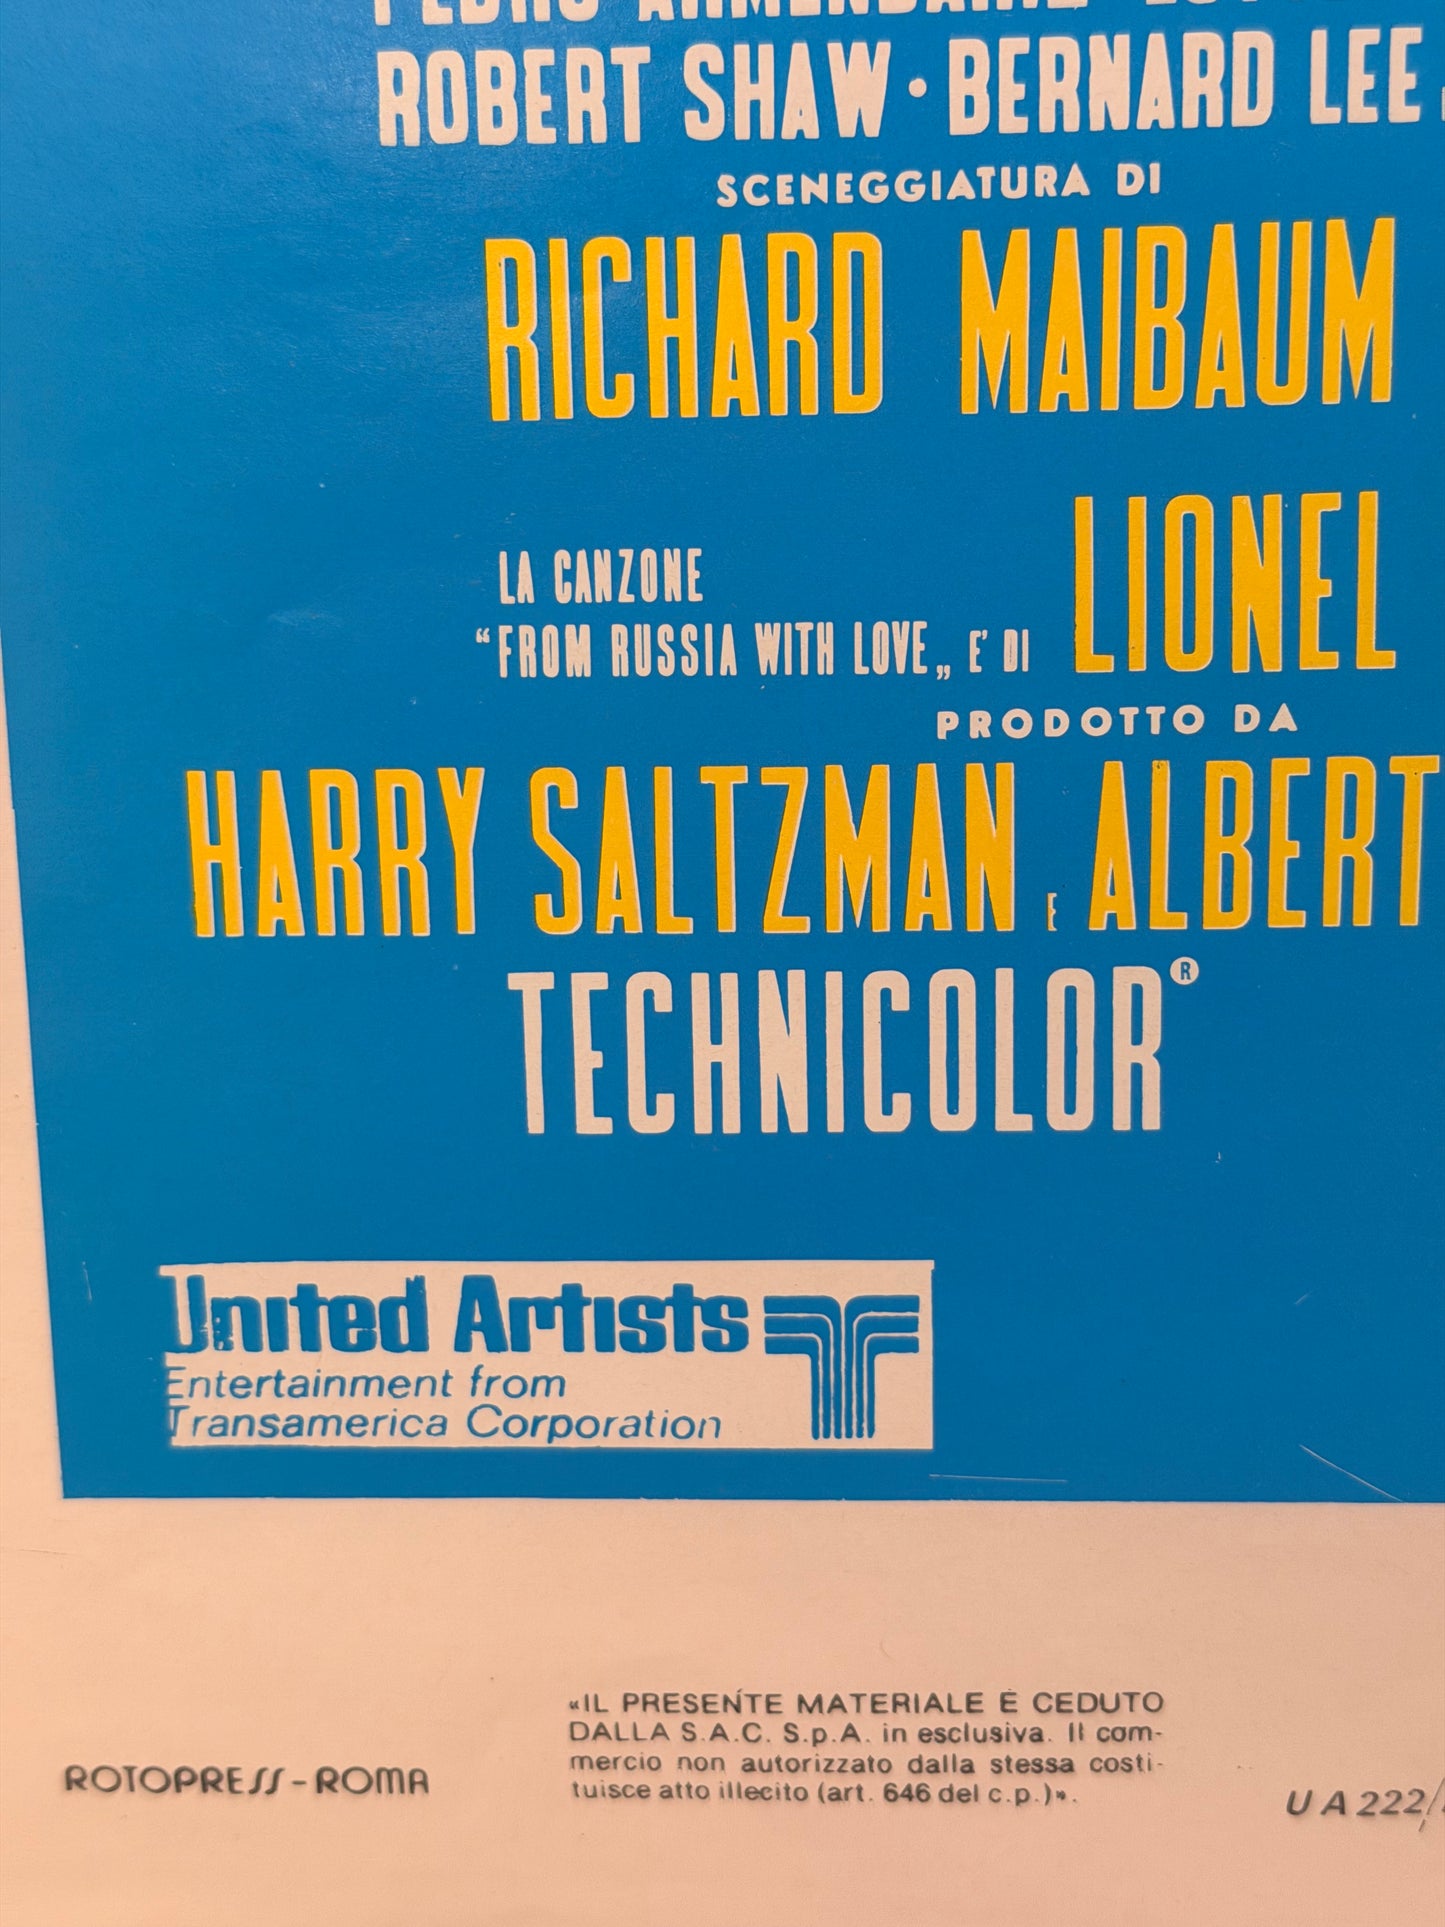 PEDRO ARMENDARIZ
ROBERT SHAW · BERNARD LEE
SCENEGGIATURA DI
RICHARD MAIBAUM
LA CANZONE
“FROM RUSSIA WITH LOVE„ E' DI LIONEL
PRODOTTO DA
HARRY SALTZMAN E ALBERT
TECHNICOLOR®
United Artists
Entertainment from
Transamerica Corporation
«IL PRESENTE MATERIALE È CEDUTO
DALLA S.A.C. S.p.A. in esclusiva. Il com-
mercio non autorizzato dalla stessa costi-
tuisce atto illecito (art. 646 del c.p.)».
ROTOPRESS - ROMA
UA 222/